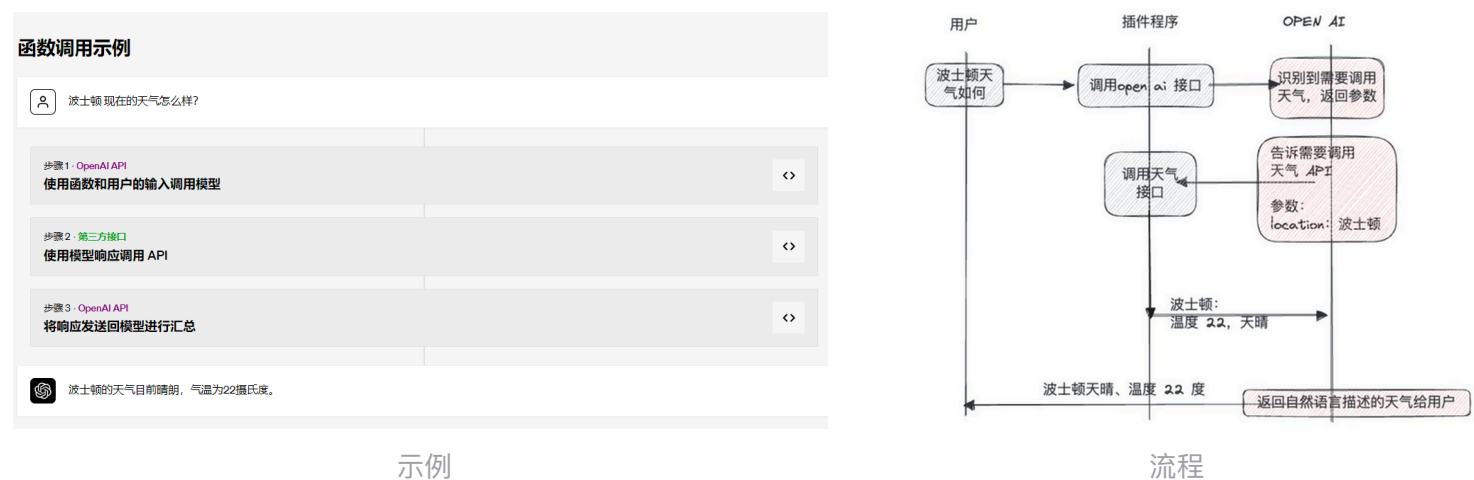 函数调用示例
波士顿 现在的天气怎么样?
步骤 1 · OpenAI API
使用函数和用户的输入调用模型
步骤 2 · 第三方接口
使用模型响应调用 API
步骤 3 · OpenAI API
将响应发送回模型进行汇总
波士顿的天气目前晴朗，气温为22摄氏度。
示例
用户
插件程序
OPEN AI
波士顿天
气如何
调用open ai 接口
识别到需要调用
天气，返回参数
告诉需要调用
天气 API
参数：
location：波士顿
调用天气
接口
波士顿：
温度 22，天晴
波士顿天晴、温度 22 度
返回自然语言描述的天气给用户
流程